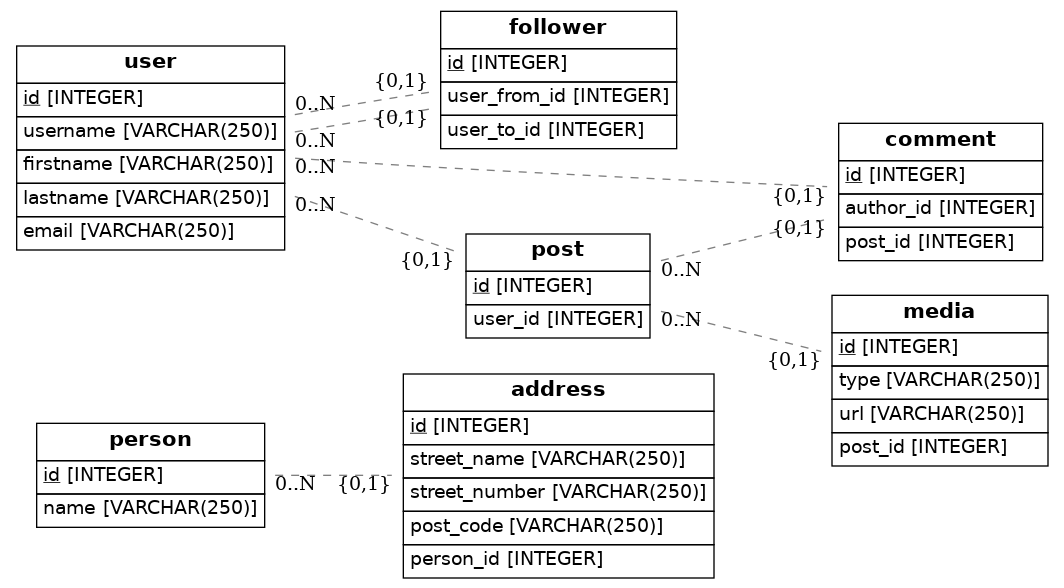 user
id [INTEGER]
username [VARCHAR(250)]
firstname [VARCHAR(250)]
lastname [VARCHAR(250)]
email [VARCHAR(250)]
0..N
0..N
0..N
0..N
{0,1}
{0,1}
follower
id [INTEGER]
user_from_id [INTEGER]
user_to_id [INTEGER]
{0,1}
{0,1}
comment
id [INTEGER]
author_id [INTEGER]
post_id [INTEGER]
{0,1}
post
id [INTEGER]
user_id [INTEGER]
0..N
0..N
{0,1}
media
id [INTEGER]
type [VARCHAR(250)]
url [VARCHAR(250)]
post_id [INTEGER]
person
id [INTEGER]
name [VARCHAR(250)]
0..N
{0,1}
address
id [INTEGER]
street_name [VARCHAR(250)]
street_number [VARCHAR(250)]
post_code [VARCHAR(250)]
person_id [INTEGER]